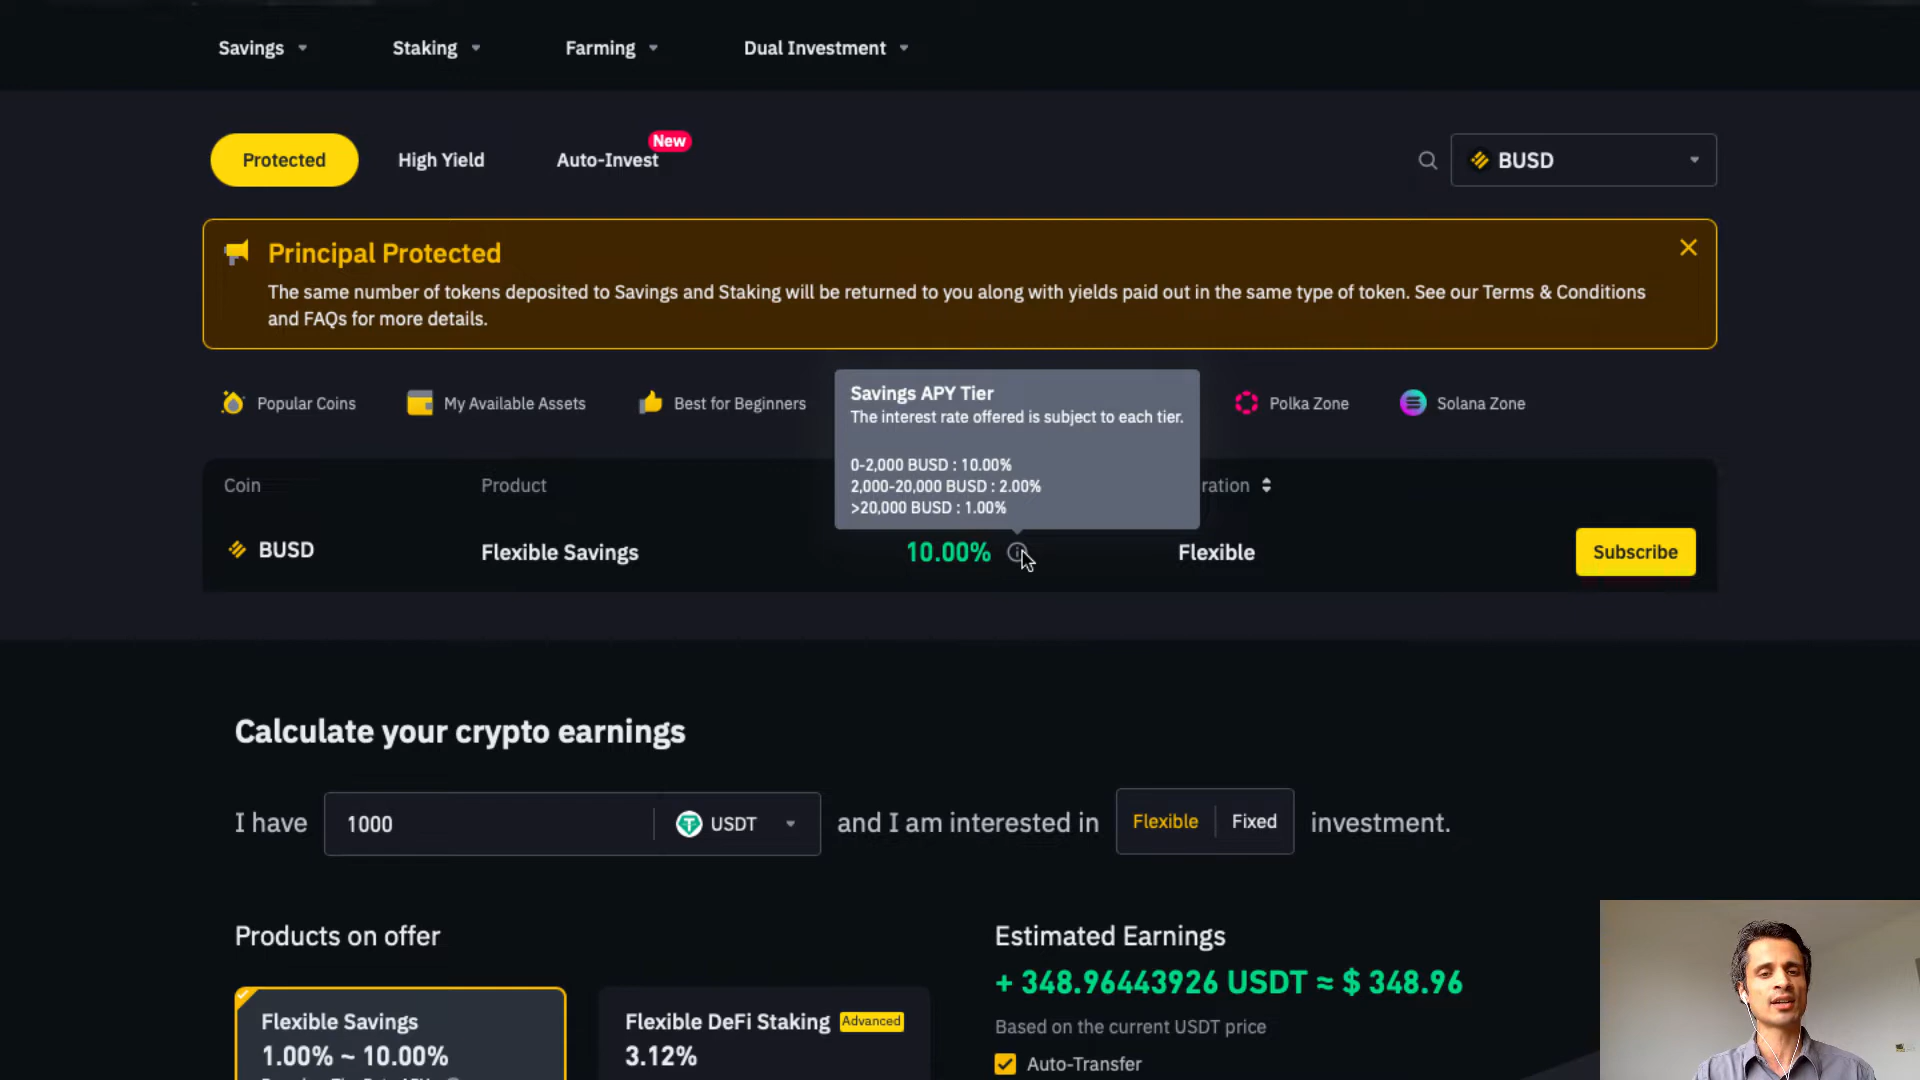 Savings
Staking
Farming
Dual Investment
Protected
High Yield
Auto-Invest
New
BUSD
Principal Protected
The same number of tokens deposited to Savings and Staking will be returned to you along with yields paid out in the same type of token. See our Terms & Conditions
and FAQs for more details.
Popular Coins
My Available Assets
Best for Beginners
Savings APY Tier
The interest rate offered is subject to each tier.
0-2,000 BUSD : 10.00%
2,000-20,000 BUSD : 2.00%
>20,000 BUSD : 1.00%
Polka Zone
Solana Zone
Coin
Product
ration
BUSD
Flexible Savings
10.00%
Flexible
Subscribe
Calculate your crypto earnings
I have
1000
USDT
and I am interested in
Flexible
Fixed
investment.
Products on offer
Flexible Savings
1.00% ~ 10.00%
Flexible DeFi Staking
Advanced
3.12%
Estimated Earnings
+ 348.96443926 USDT ≈ $ 348.96
Based on the current USDT price
Auto-Transfer